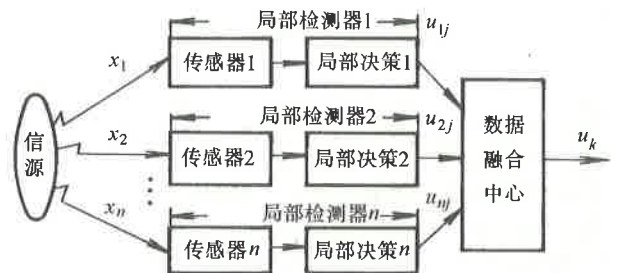 局部检测器1
u1j
x1
传感器1
局部决策1
局部检测器2
u2j
信源
x2
传感器2
局部决策2
数据融合中心
uk
⋮
局部检测器n
unj
xn
传感器n
局部决策n